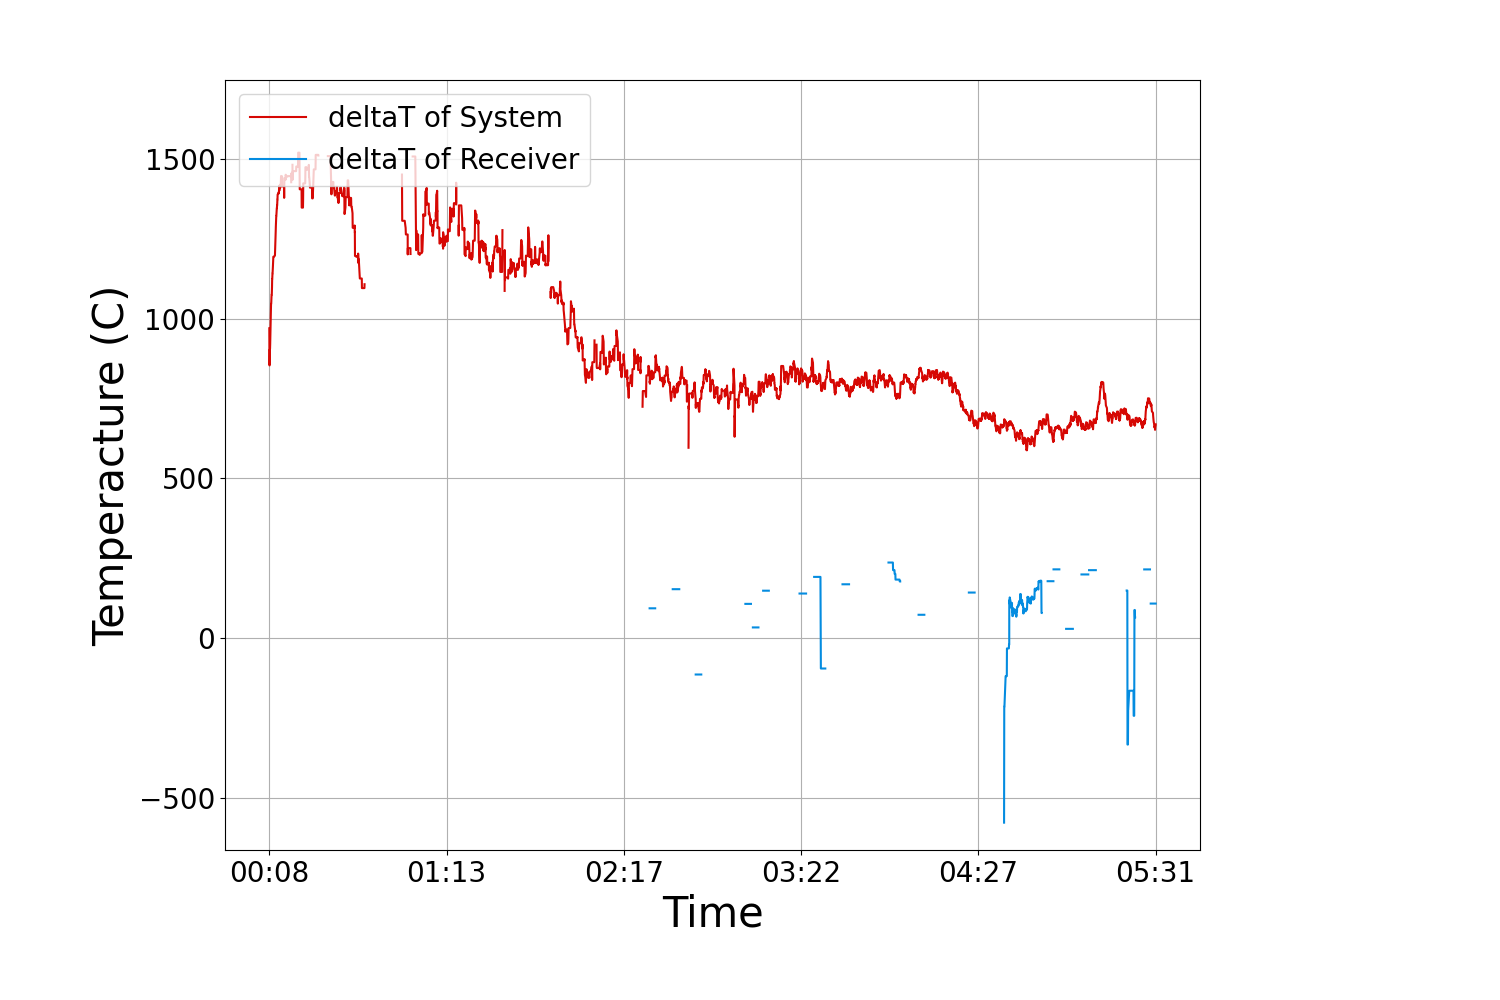 deltaT of System
deltaT of Receiver
1500
1000
500
0
−500
Temperacture (C)
00:08 01:13 02:17 03:22 04:27 05:31
Time